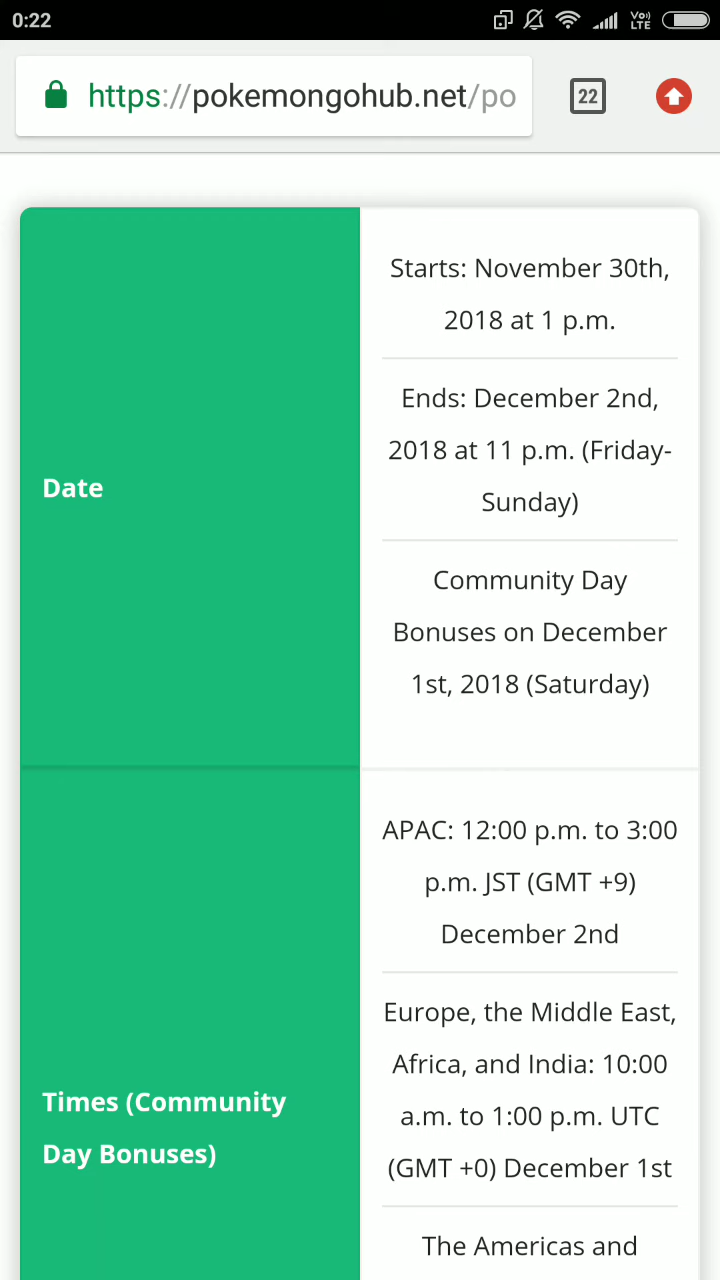 0:22
Vo)) LTE
https://pokemongohub.net/po
22
Date
Starts: November 30th,
2018 at 1 p.m.
Ends: December 2nd,
2018 at 11 p.m. (Friday-
Sunday)
Community Day
Bonuses on December
1st, 2018 (Saturday)
Times (Community
Day Bonuses)
APAC: 12:00 p.m. to 3:00
p.m. JST (GMT +9)
December 2nd
Europe, the Middle East,
Africa, and India: 10:00
a.m. to 1:00 p.m. UTC
(GMT +0) December 1st
The Americas and